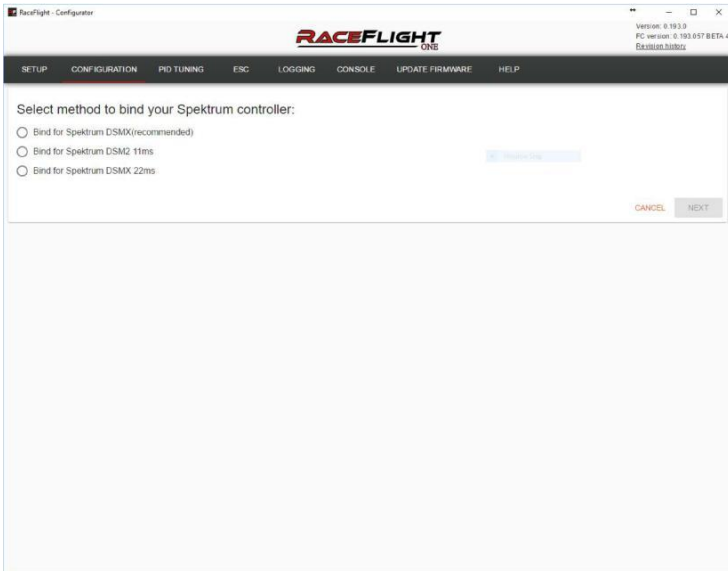 RaceFlight - Configurator
Version: 0.193.0
FC version: 0.193.057 BETA 4
Revision history
RACEFLIGHT
ONE
SETUP CONFIGURATION PID TUNING ESC LOGGING CONSOLE UPDATE FIRMWARE HELP
Select method to bind your Spektrum controller:
Bind for Spektrum DSMX(recommended)
Bind for Spektrum DSM2 11ms
Bind for Spektrum DSMX 22ms
CANCEL NEXT